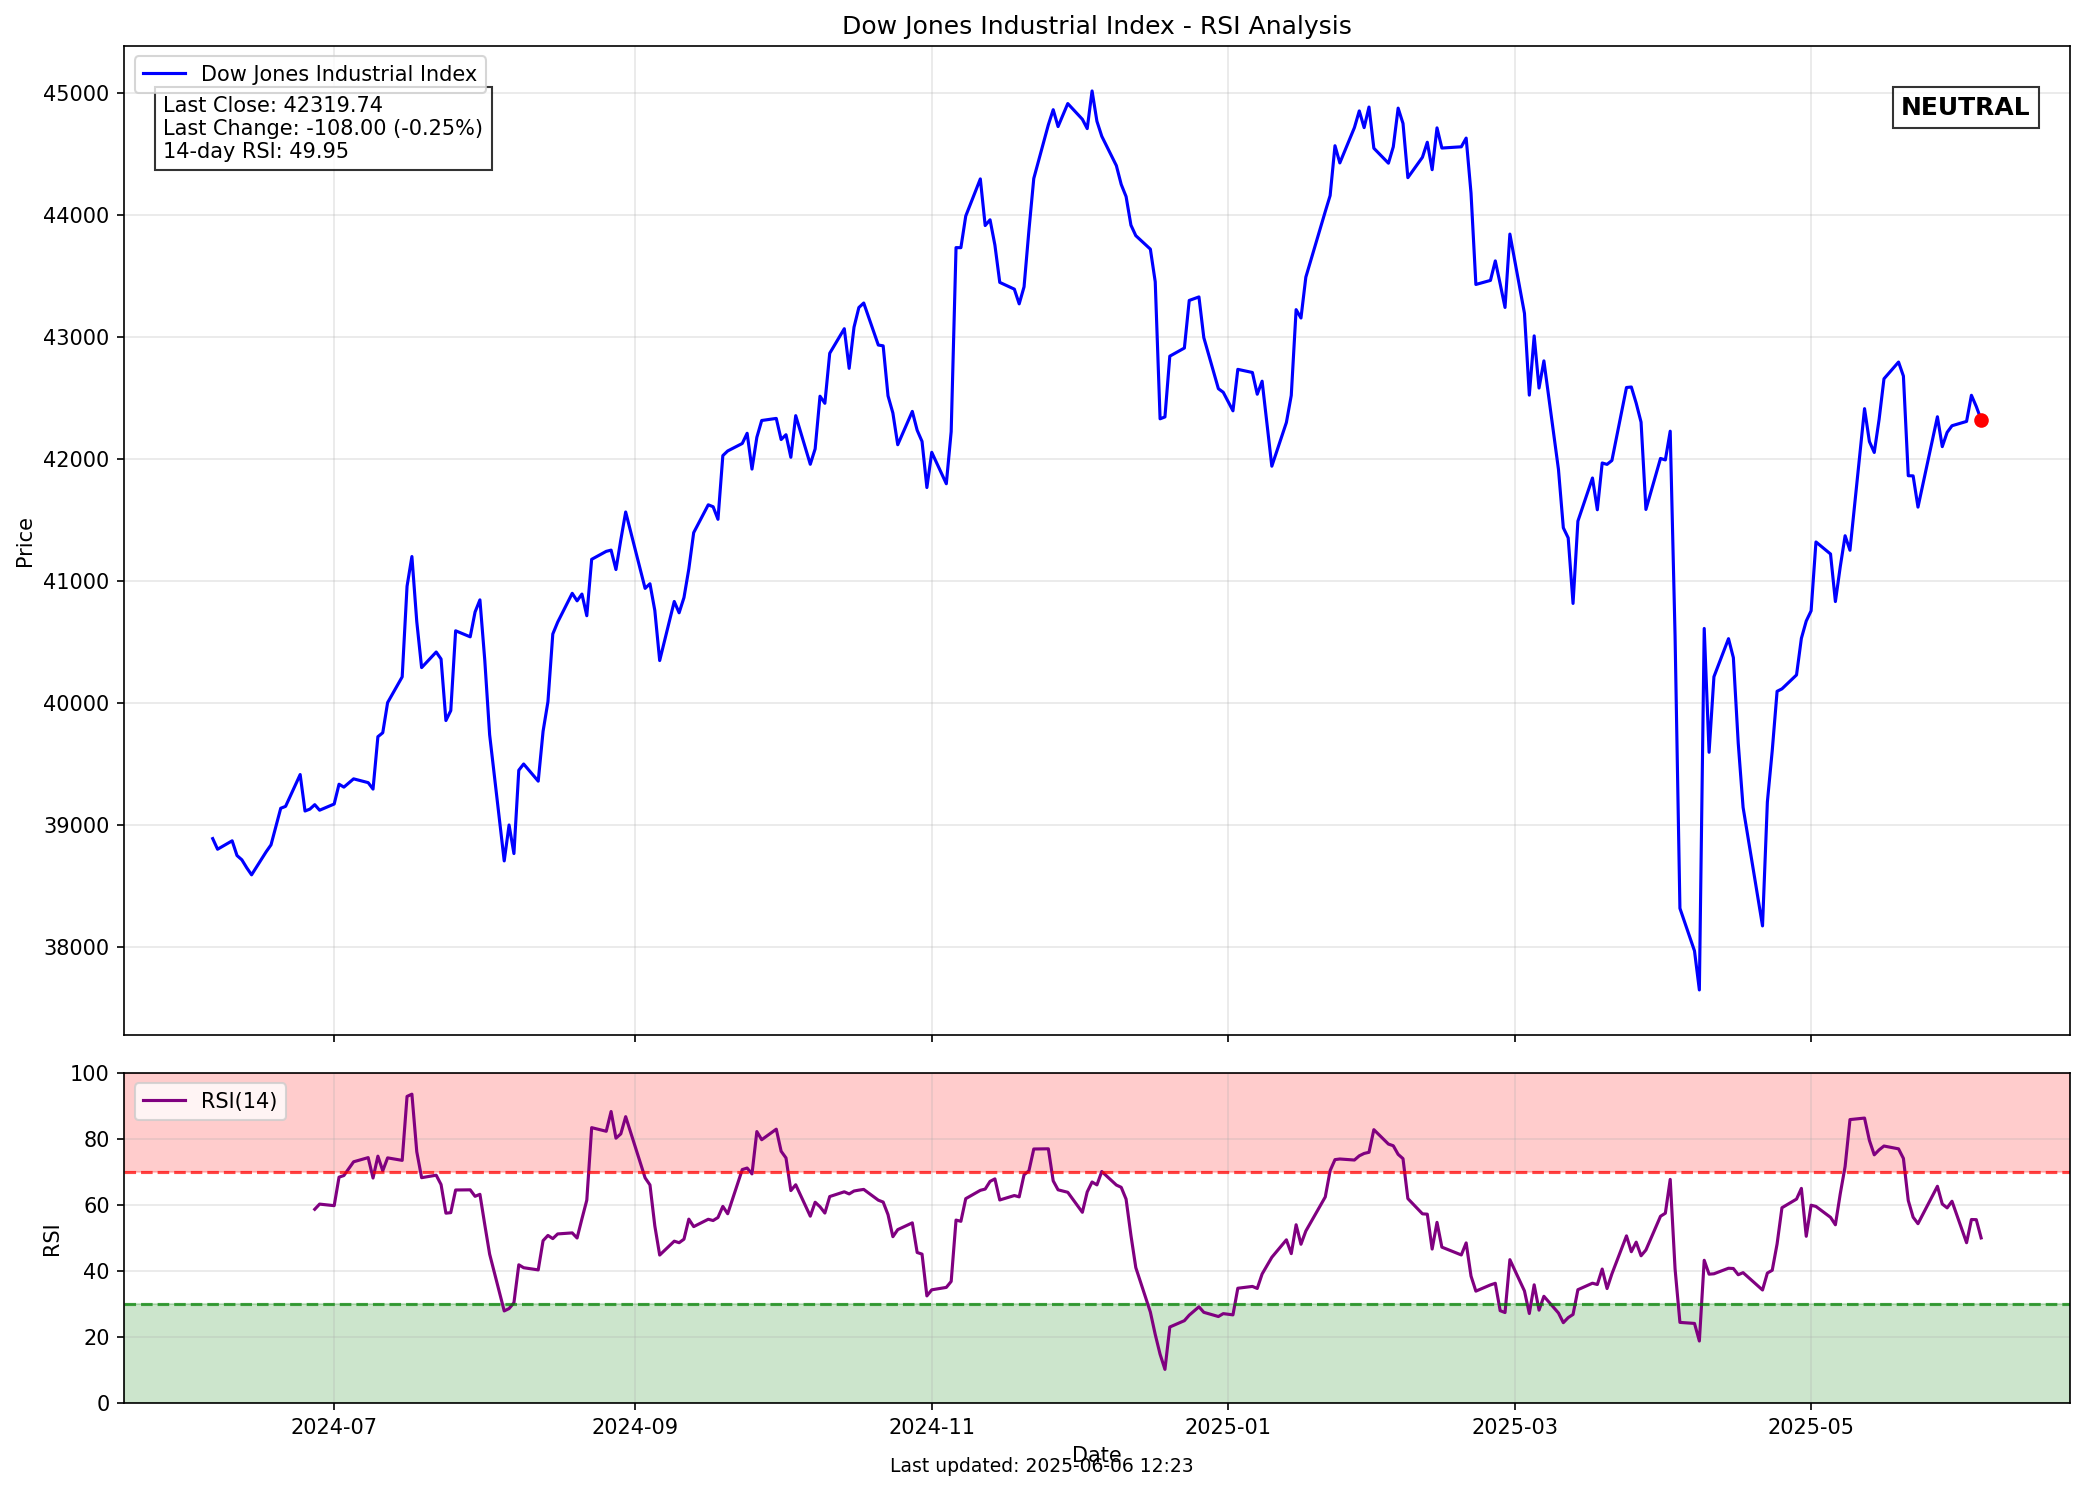 Dow Jones Industrial Index - RSI Analysis
Dow Jones Industrial Index
Last Close: 42319.74
Last Change: -108.00 (-0.25%)
14-day RSI: 49.95
NEUTRAL
45000
44000
43000
42000
41000
40000
39000
38000
Price
100
80
60
40
20
0
RSI
RSI(14)
2024-07
2024-09
2024-11
2025-01
2025-03
2025-05
Date
Last updated: 2025-06-06 12:23